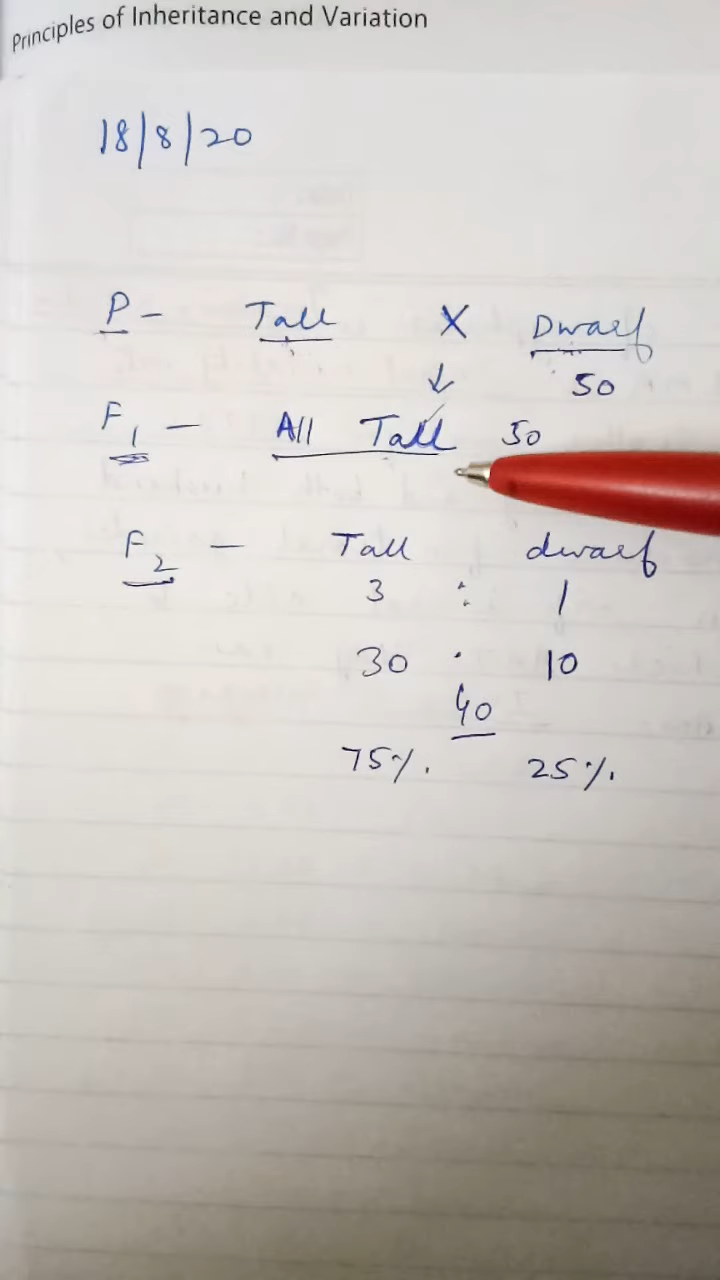 Principles of Inheritance and Variation
18/8/20
P - Tall X Dwarf
↓ 50
F1 - All Tall 50
F2 - Tall dwarf
3 : 1
30 . 10
40
75%. 25%.